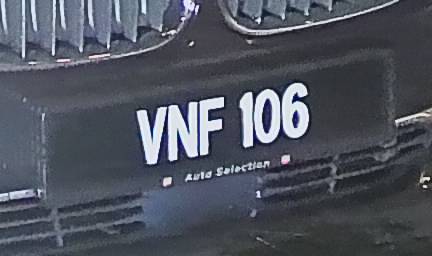 VNF 106
Auto Selection